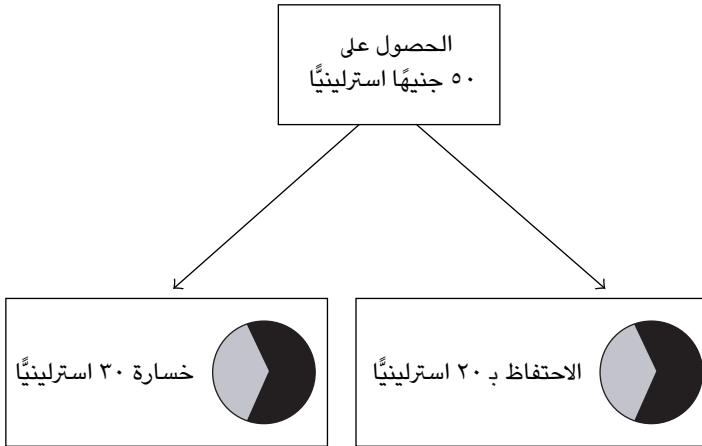 الحصول على
٥٠ جنيهًا استرلينيًّا
الاحتفاظ بـ ٢٠ استرلينيًّا
خسارة ٣٠ استرلينيًّا